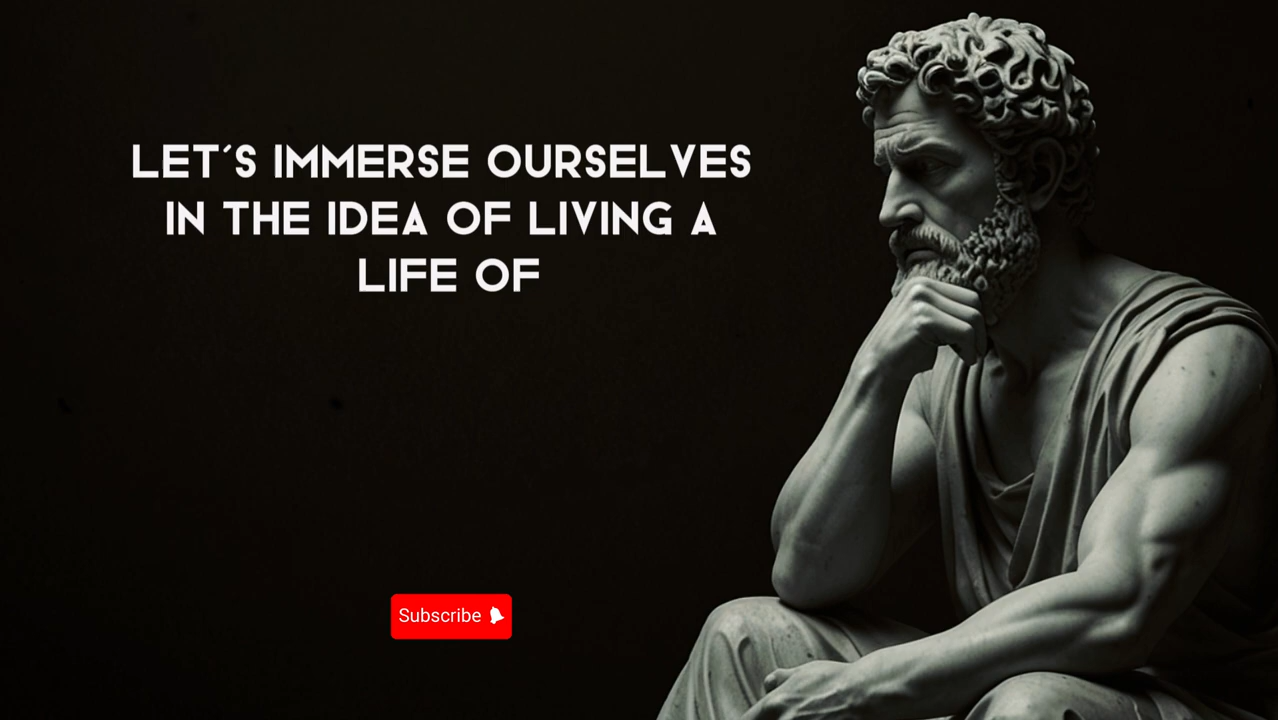 LET'S IMMERSE OURSELVES
IN THE IDEA OF LIVING A
LIFE OF
Subscribe